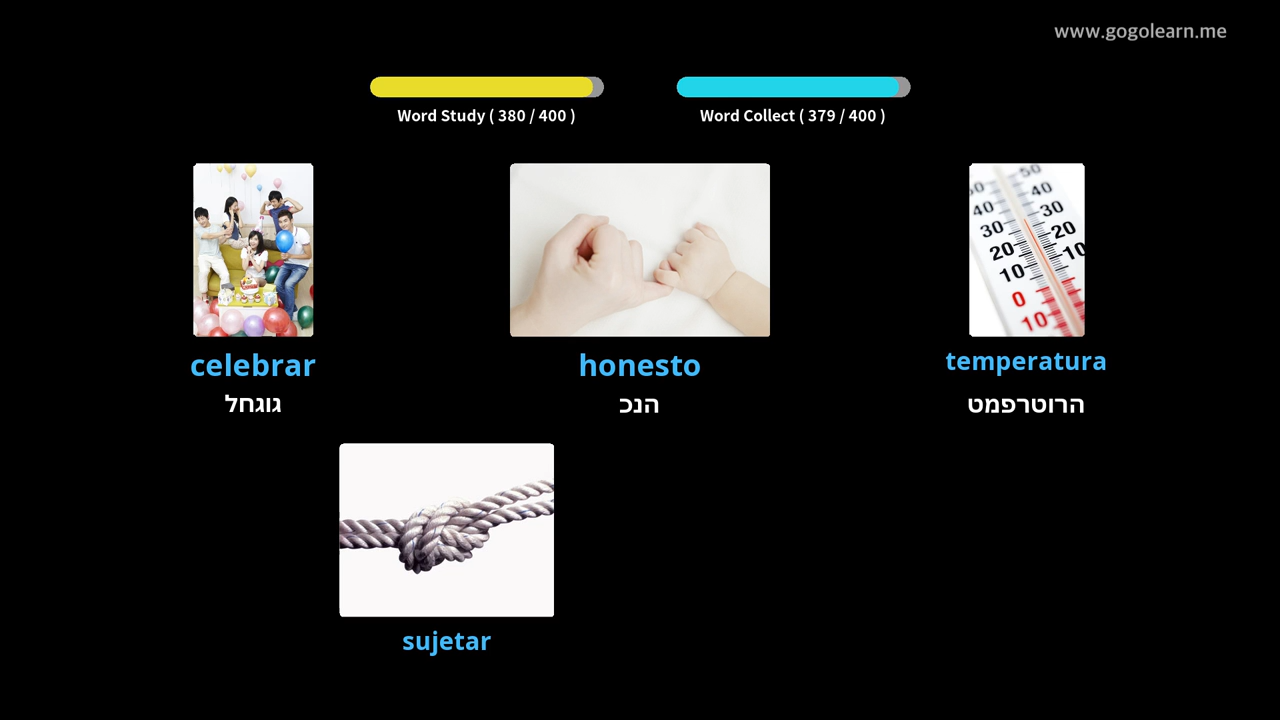 www.gogolearn.me
Word Study ( 380 / 400 )
Word Collect ( 379 / 400 )
celebrar
גוגחל
honesto
הנכ
temperatura
הרוטרפמט
sujetar